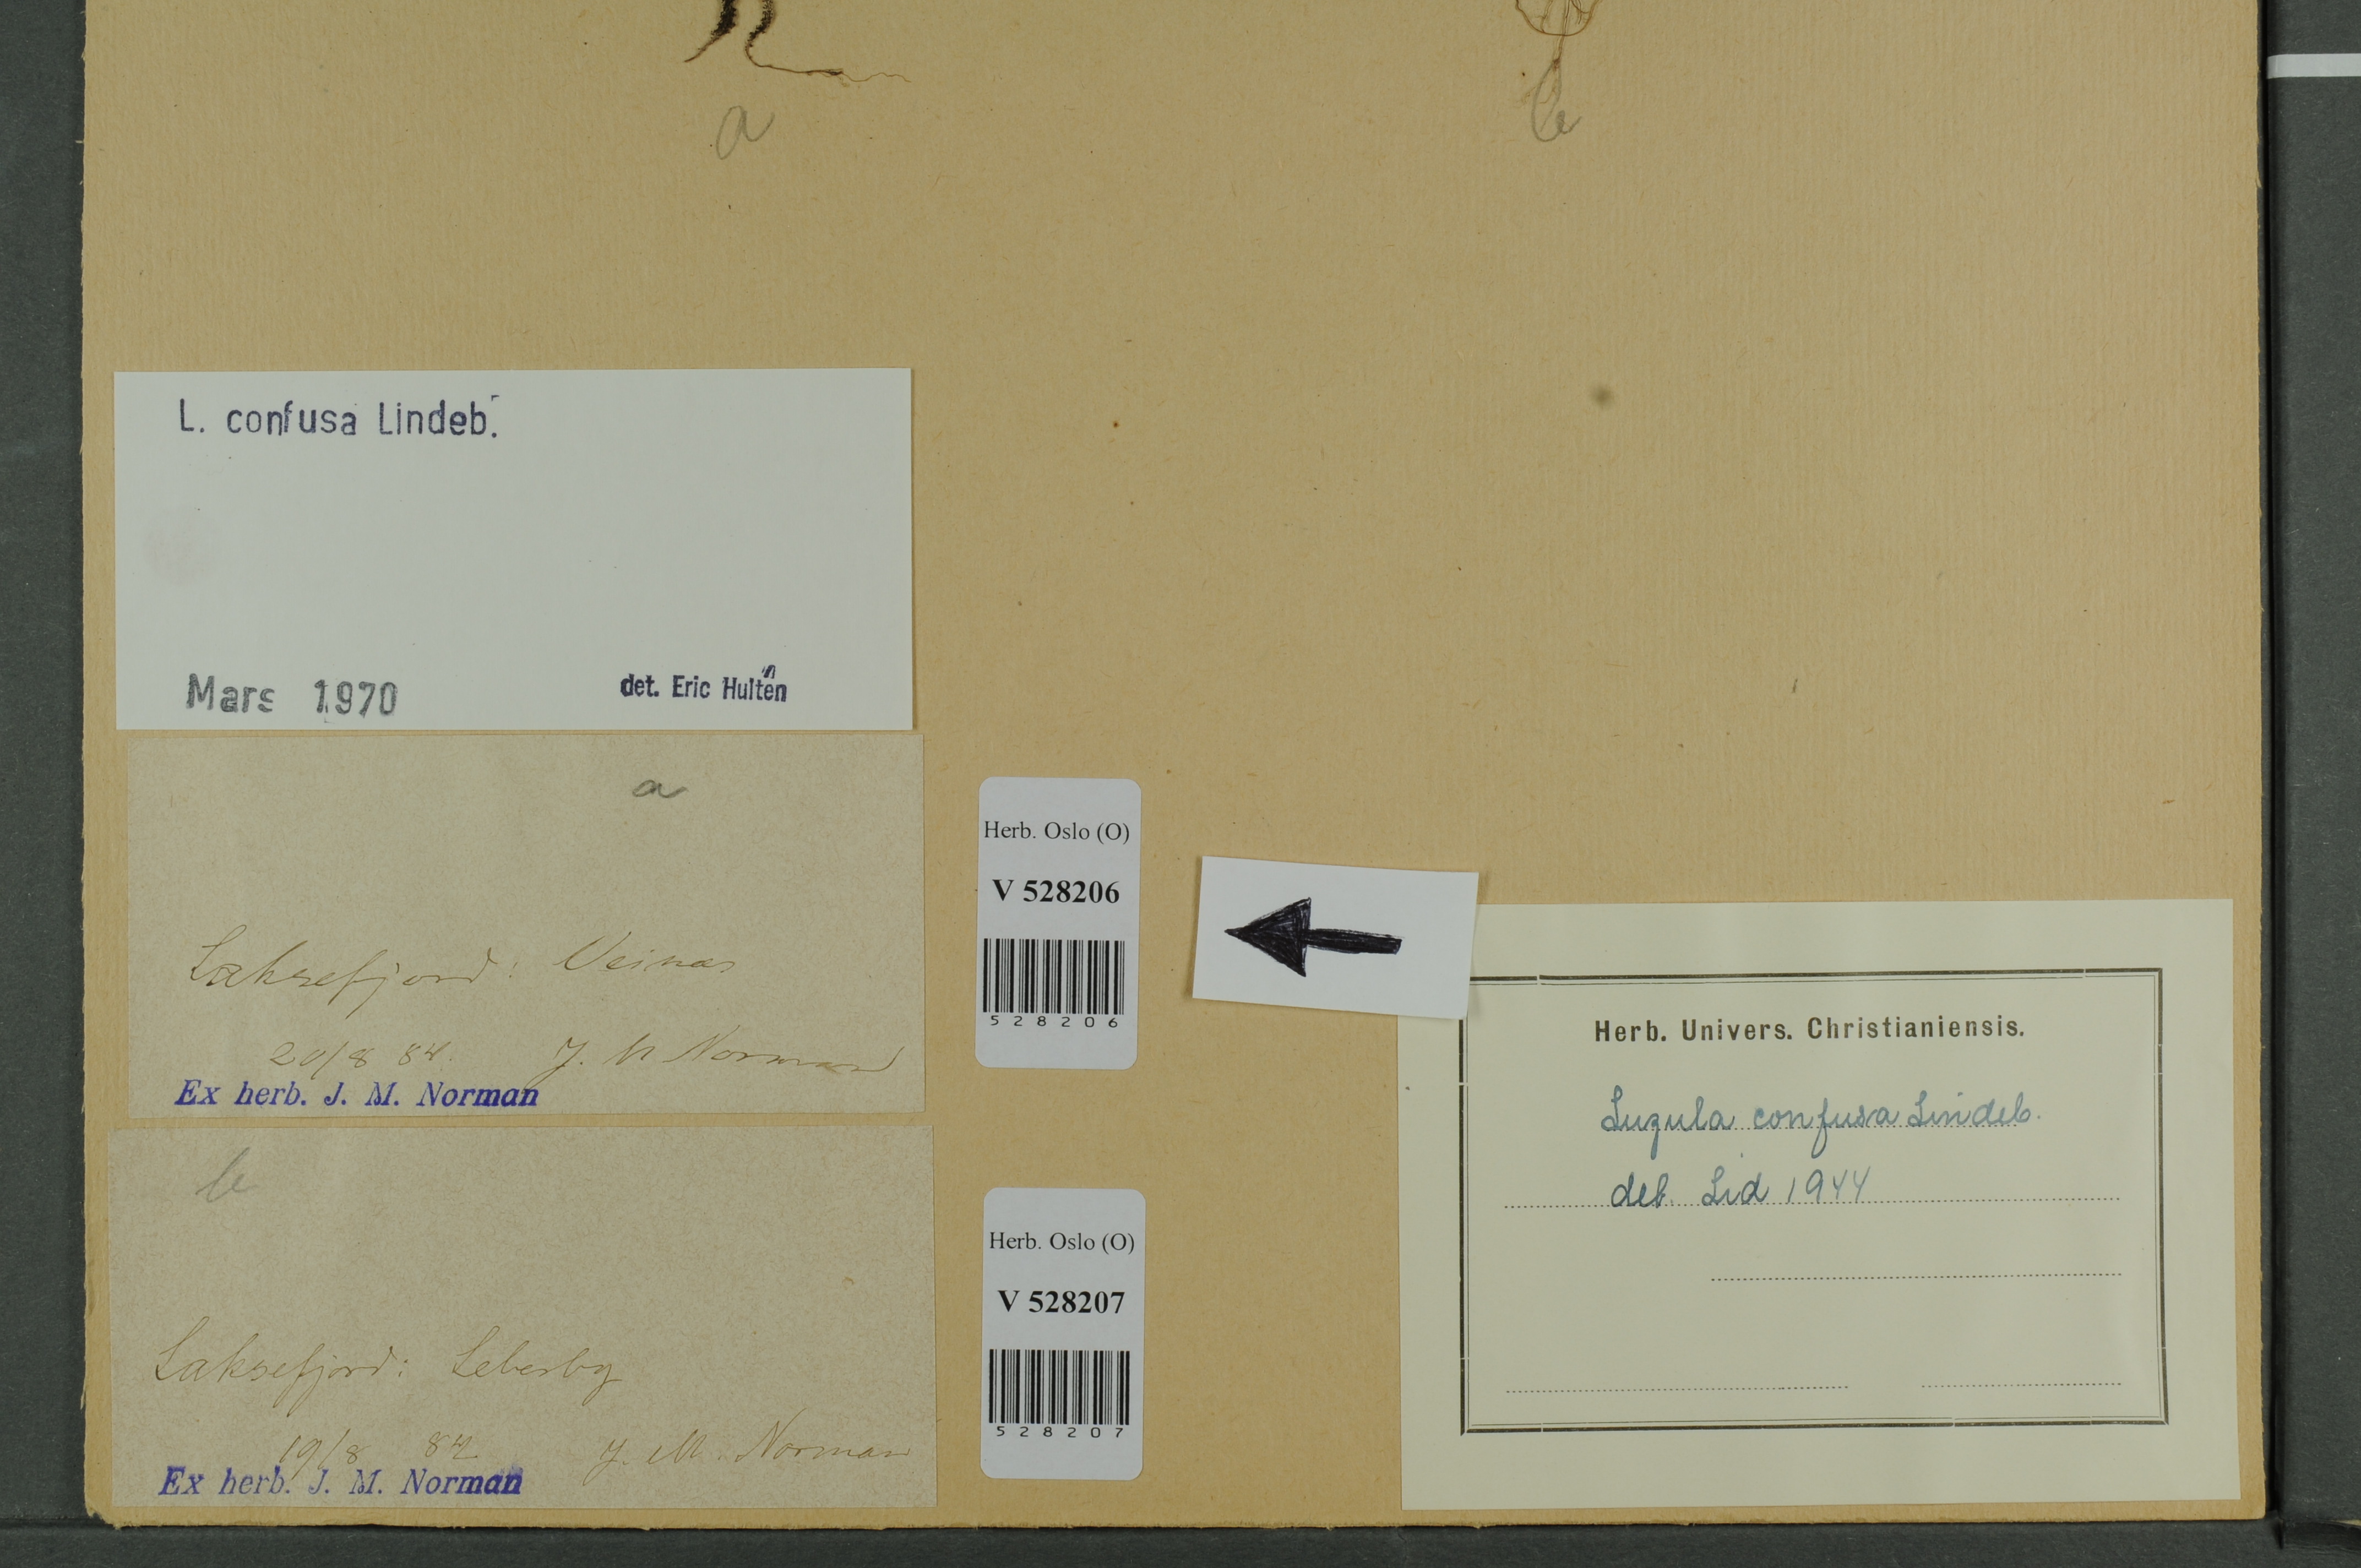 a
b
L. confusa Lindeb.
Mars 1970
det. Eric Hultén
a
Laksefjord: Veines
20/8 84. J. M Norman
Ex herb. J. M. Norman
b
Laksefjord: Lebesby
19/8 84 J. M. Norman
Ex herb. J. M. Norman
Herb. Oslo (O)
V 528206
528206
Herb. Oslo (O)
V 528207
528207
Herb. Univers. Christianiensis.
Luzula confusa Lindeb.
det. Lid 1944